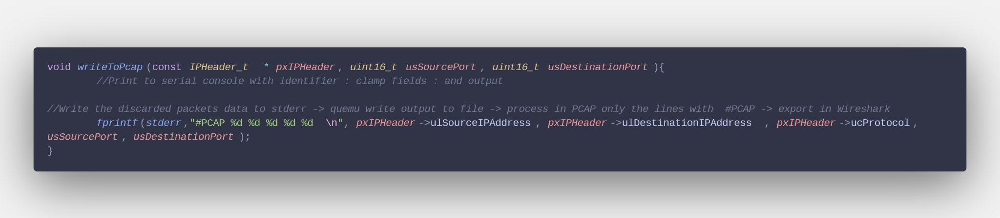 void writeToPcap(const IPHeader_t * pxIPHeader, uint16_t usSourcePort, uint16_t usDestinationPort){
//Print to serial console with identifier : clamp fields : and output
//Write the discarded packets data to stderr -> quemu write output to file -> process in PCAP only the lines with  #PCAP -> export in Wireshark
fprintf(stderr,"#PCAP %d %d %d %d %d  \n", pxIPHeader->ulSourceIPAddress, pxIPHeader->ulDestinationIPAddress , pxIPHeader->ucProtocol,
usSourcePort, usDestinationPort);
}